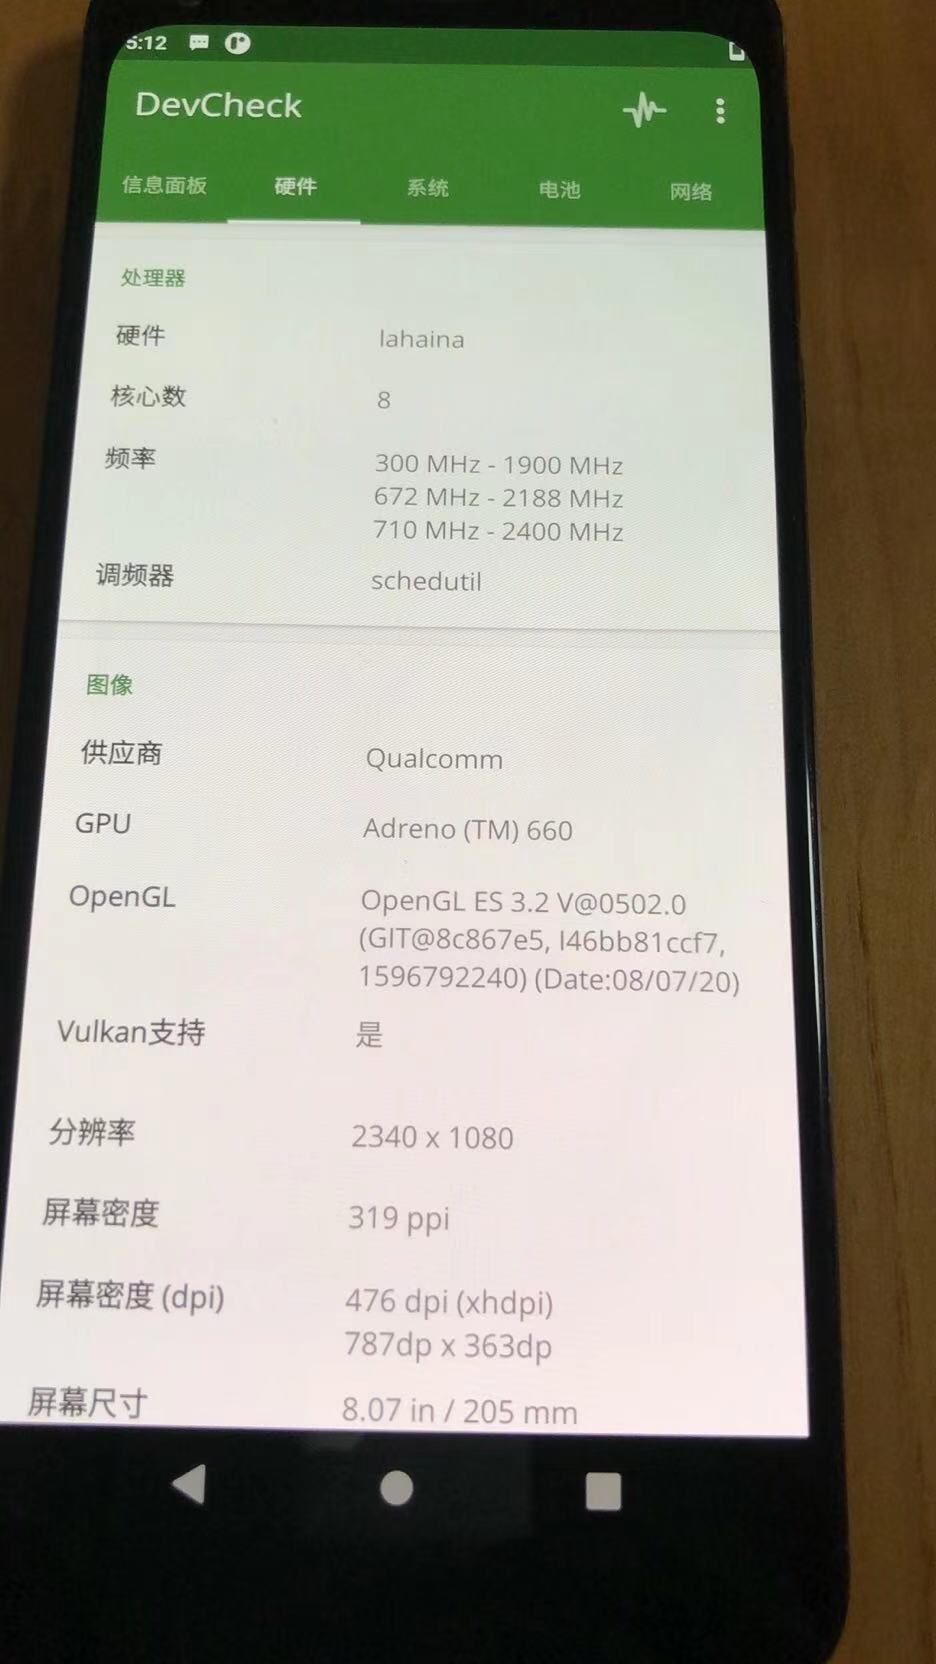 5:12
DevCheck
信息面板 硬件 系统 电池 网络
处理器
硬件 lahaina
核心数 8
频率 300 MHz - 1900 MHz
672 MHz - 2188 MHz
710 MHz - 2400 MHz
调频器 schedutil
图像
供应商 Qualcomm
GPU Adreno (TM) 660
OpenGL OpenGL ES 3.2 V@0502.0
(GIT@8c867e5, I46bb81ccf7,
1596792240) (Date:08/07/20)
Vulkan支持 是
分辨率 2340 x 1080
屏幕密度 319 ppi
屏幕密度 (dpi) 476 dpi (xhdpi)
787dp x 363dp
屏幕尺寸 8.07 in / 205 mm